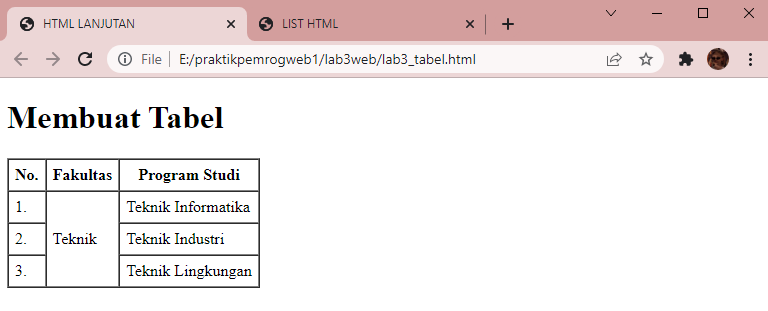 HTML LANJUTAN
LIST HTML
File
E:/praktikpemrogweb1/lab3web/lab3_tabel.html
Membuat Tabel
No. Fakultas Program Studi
1. Teknik Informatika
2. Teknik Teknik Industri
3. Teknik Lingkungan